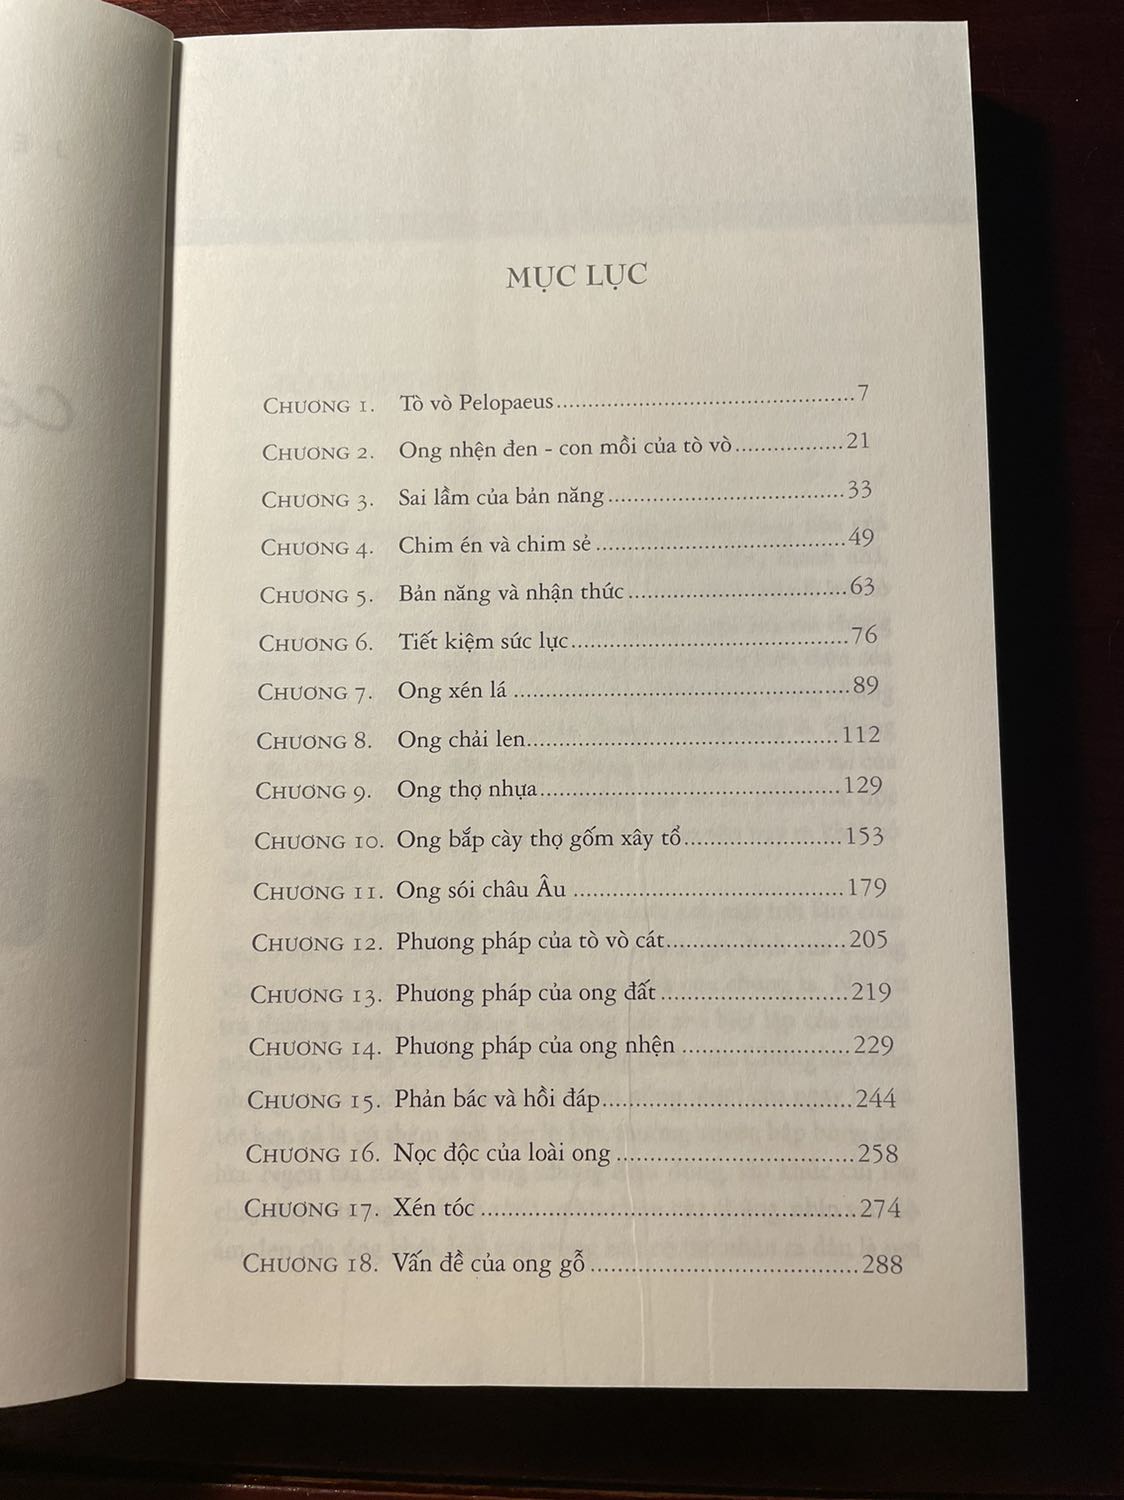 MỤC LỤC
CHƯƠNG 1. Tò vò Pelopaeus 7
CHƯƠNG 2. Ong nhện đen - con mồi của tò vò 21
CHƯƠNG 3. Sai lầm của bản năng 33
CHƯƠNG 4. Chim én và chim sẻ 49
CHƯƠNG 5. Bản năng và nhận thức 63
CHƯƠNG 6. Tiết kiệm sức lực 76
CHƯƠNG 7. Ong xén lá 89
CHƯƠNG 8. Ong chải len 112
CHƯƠNG 9. Ong thợ nhựa 129
CHƯƠNG 10. Ong bắp cày thợ gốm xây tổ 153
CHƯƠNG 11. Ong sói châu Âu 179
CHƯƠNG 12. Phương pháp của tò vò cát 205
CHƯƠNG 13. Phương pháp của ong đất 219
CHƯƠNG 14. Phương pháp của ong nhện 229
CHƯƠNG 15. Phản bác và hồi đáp 244
CHƯƠNG 16. Nọc độc của loài ong 258
CHƯƠNG 17. Xén tóc 274
CHƯƠNG 18. Vấn đề của ong gỗ 288